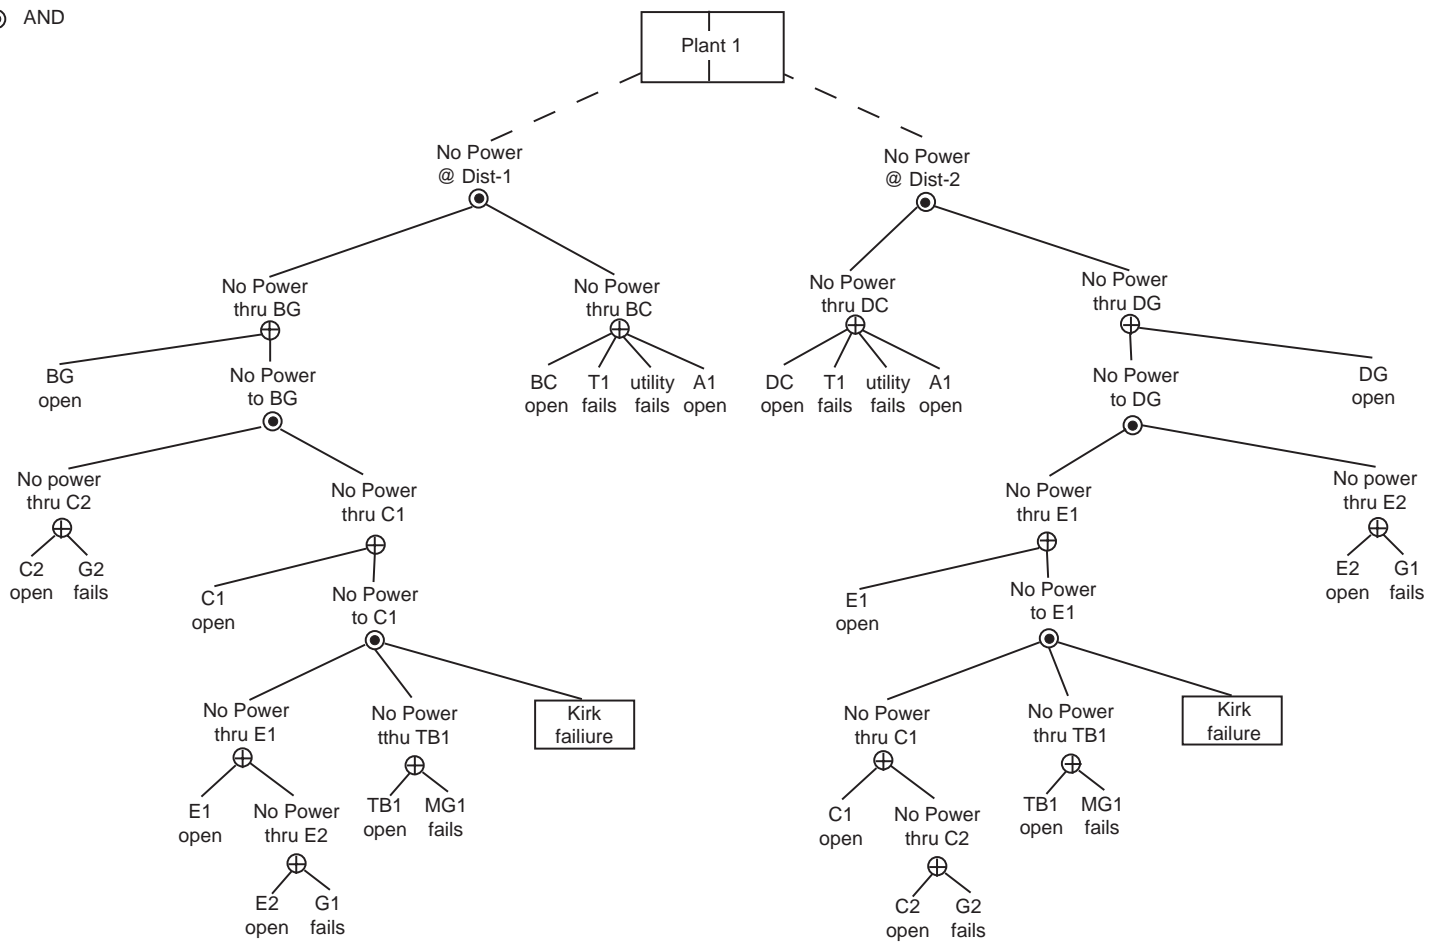 AND
Plant 1
No Power
@ Dist-1
No Power
@ Dist-2
No Power
thru BG
No Power
thru BC
No Power
thru DC
No Power
thru DG
BG
open
No Power
to BG
BC
open
T1
fails
utility
fails
A1
open
DC
open
T1
fails
utility
fails
A1
open
No Power
to DG
DG
open
No power
thru C2
No Power
thru C1
No Power
thru E1
No power
thru E2
C2
open
G2
fails
C1
open
No Power
to C1
E1
open
No Power
to E1
E2
open
G1
fails
No Power
thru E1
No Power
tthu TB1
Kirk
failiure
No Power
thru C1
No Power
thru TB1
Kirk
failure
E1
open
No Power
thru E2
TB1
open
MG1
fails
C1
open
No Power
thru C2
TB1
open
MG1
fails
E2
open
G1
fails
C2
open
G2
fails